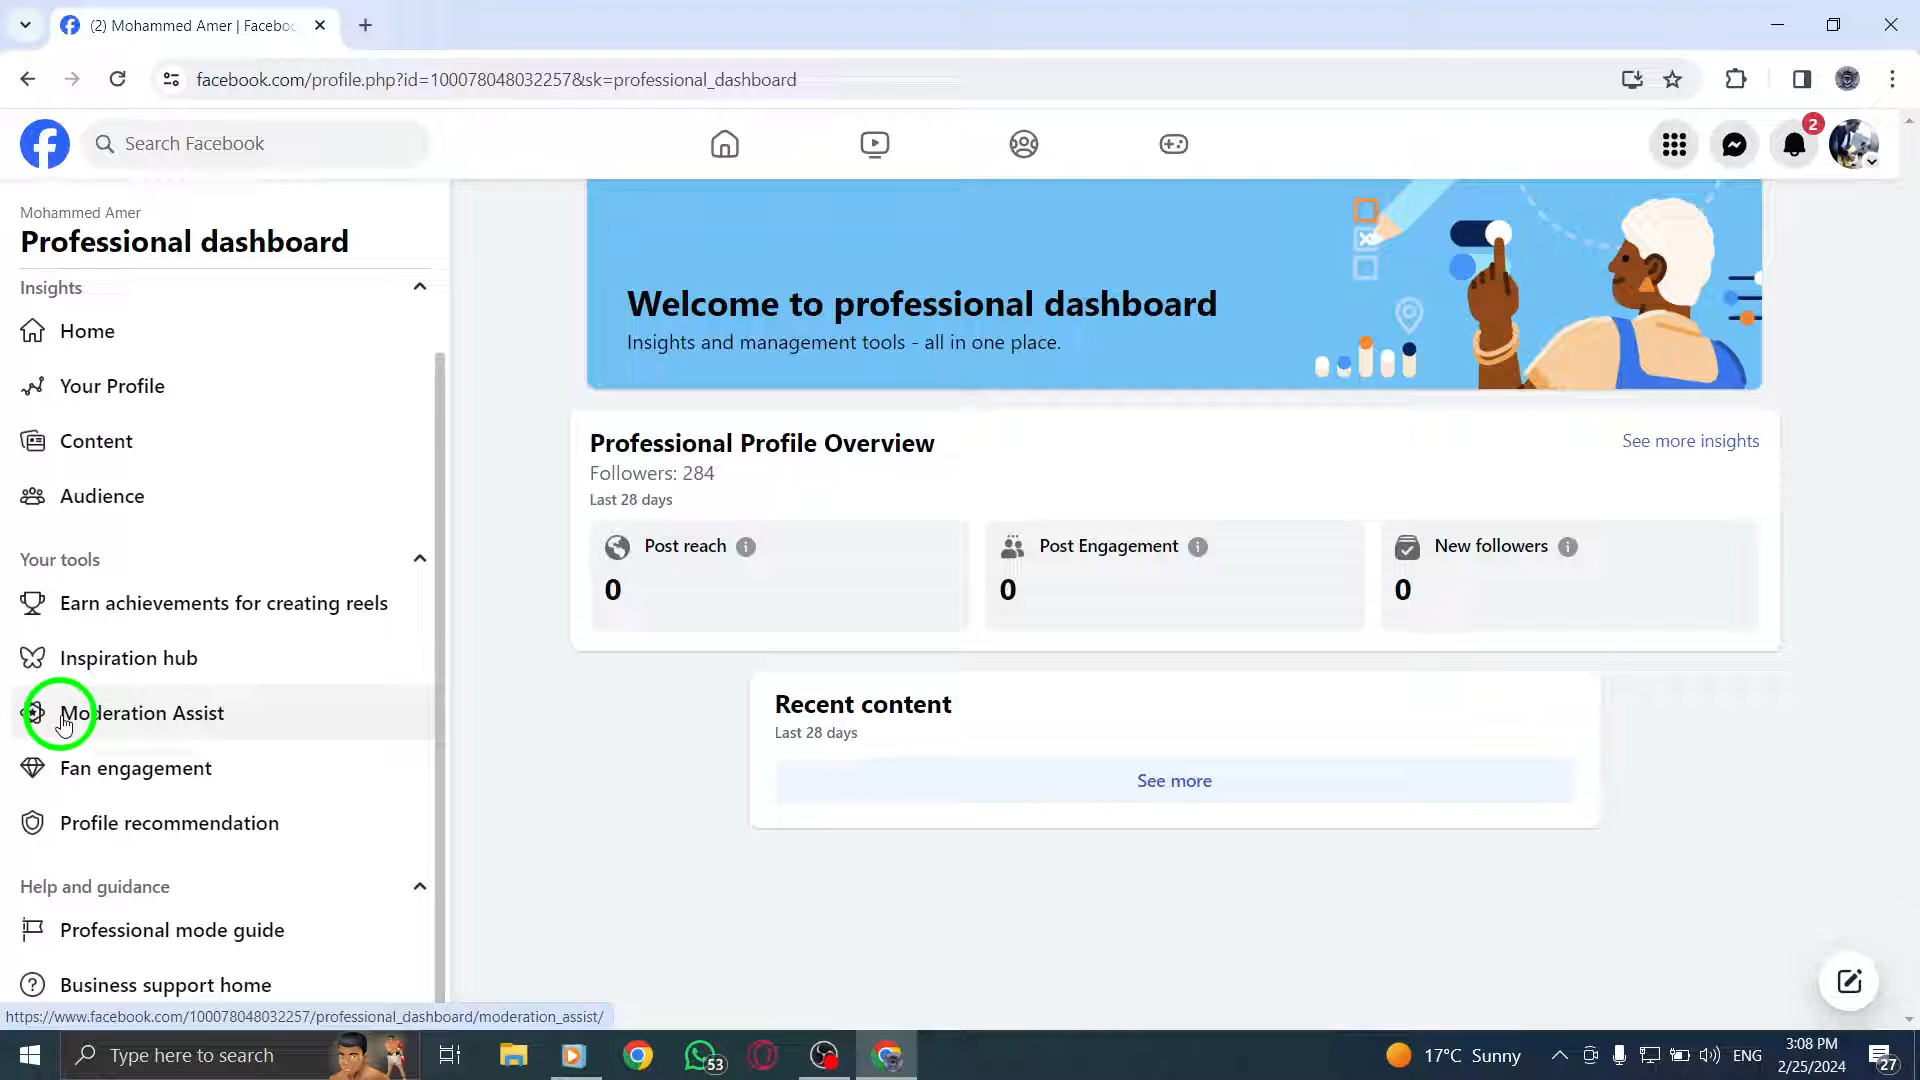 (2) Mohammed Amer | Faceboo
facebook.com/profile.php?id=100078048032257&sk=professional_dashboard
Search Facebook
2
Mohammed Amer
Professional dashboard
Insights
Home
Your Profile
Content
Audience
Your tools
Earn achievements for creating reels
Inspiration hub
Moderation Assist
Fan engagement
Profile recommendation
Help and guidance
Professional mode guide
Business support home
https://www.facebook.com/100078048032257/professional_dashboard/moderation_assist/
Welcome to professional dashboard
Insights and management tools - all in one place.
Professional Profile Overview
See more insights
Followers: 284
Last 28 days
Post reach
0
Post Engagement
0
New followers
0
Recent content
Last 28 days
See more
Type here to search
53
17°C Sunny
ENG
3:08 PM
2/25/2024
27